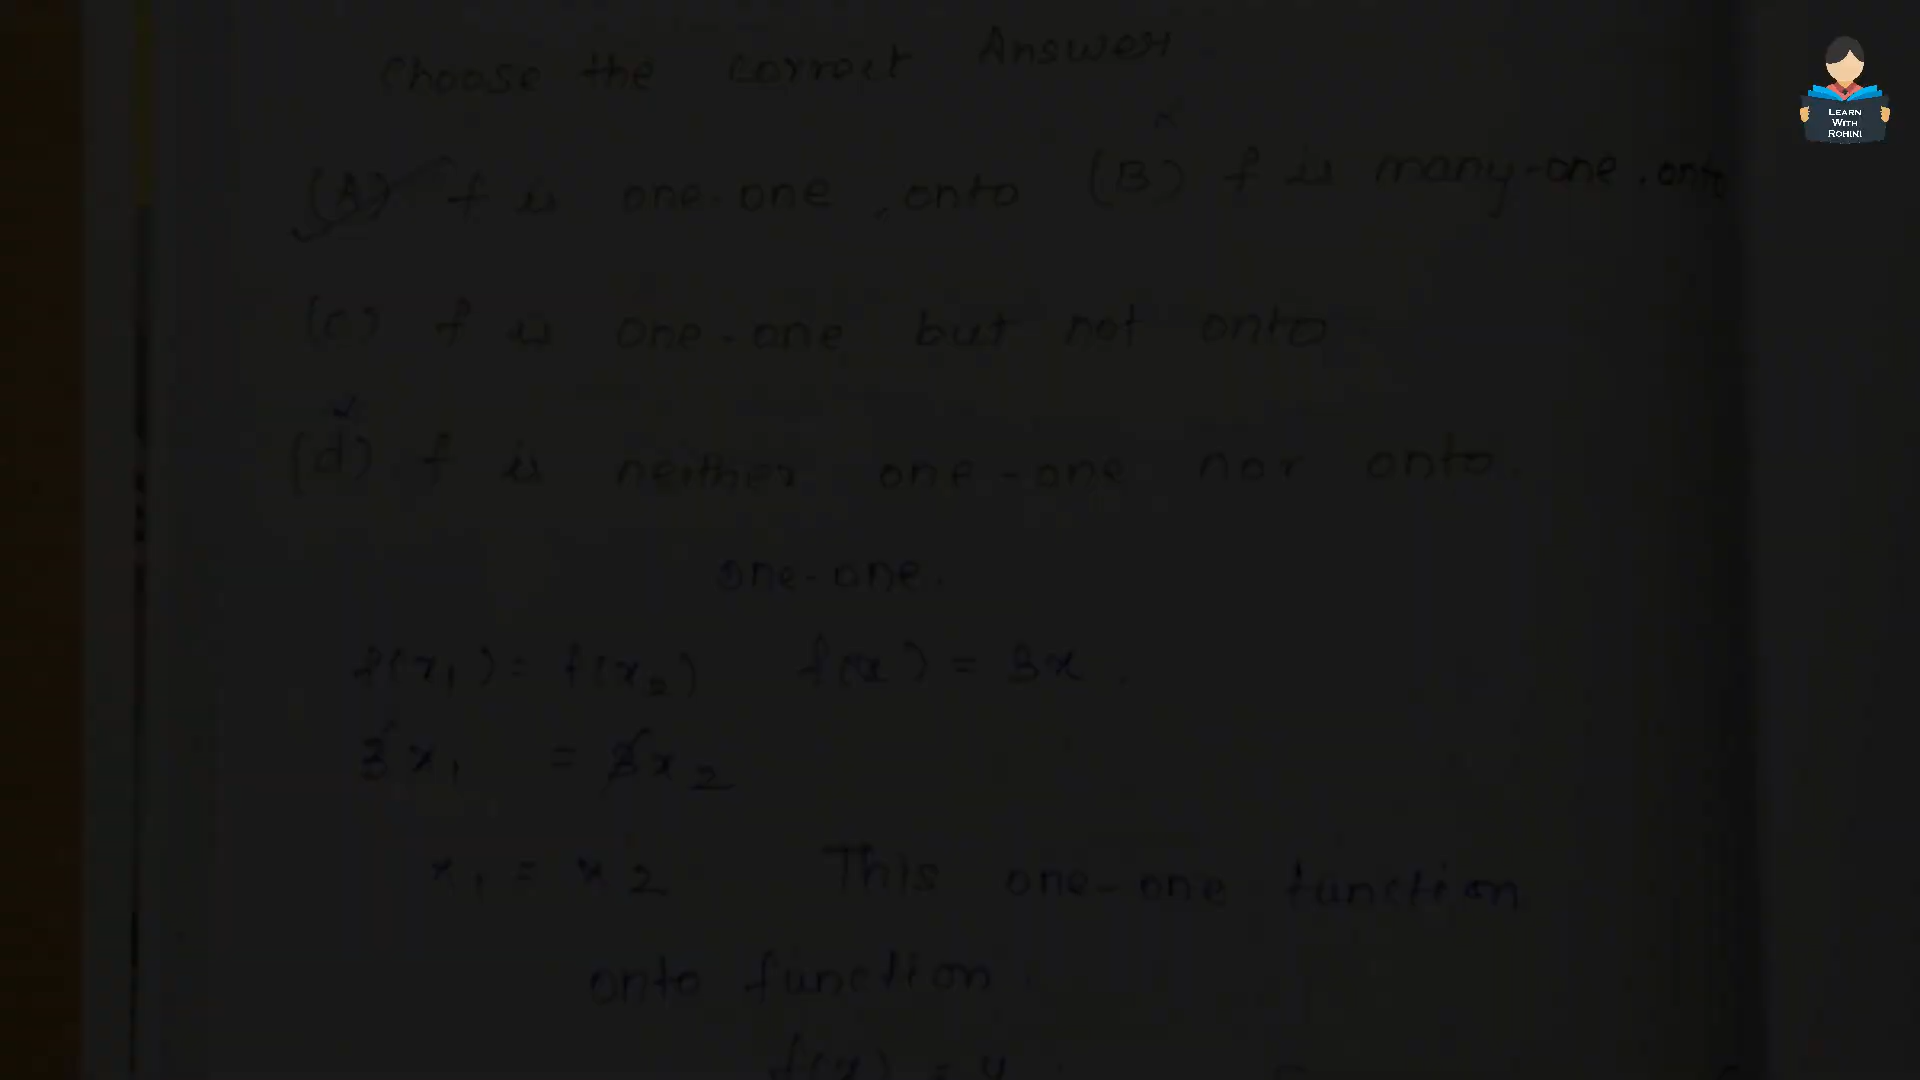 Choose the correct Answer
(A) f is one-one, onto (B) f is many-one, onto
(c) f is one-one but not onto
(d) f is neither one-one nor onto.
one-one.
f(x₁) = f(x₂) f(x) = 3x.
3x₁ = 3x₂
x₁ = x₂ This one-one function
onto function.
f(x) = y
LEARN
WITH
ROHINI